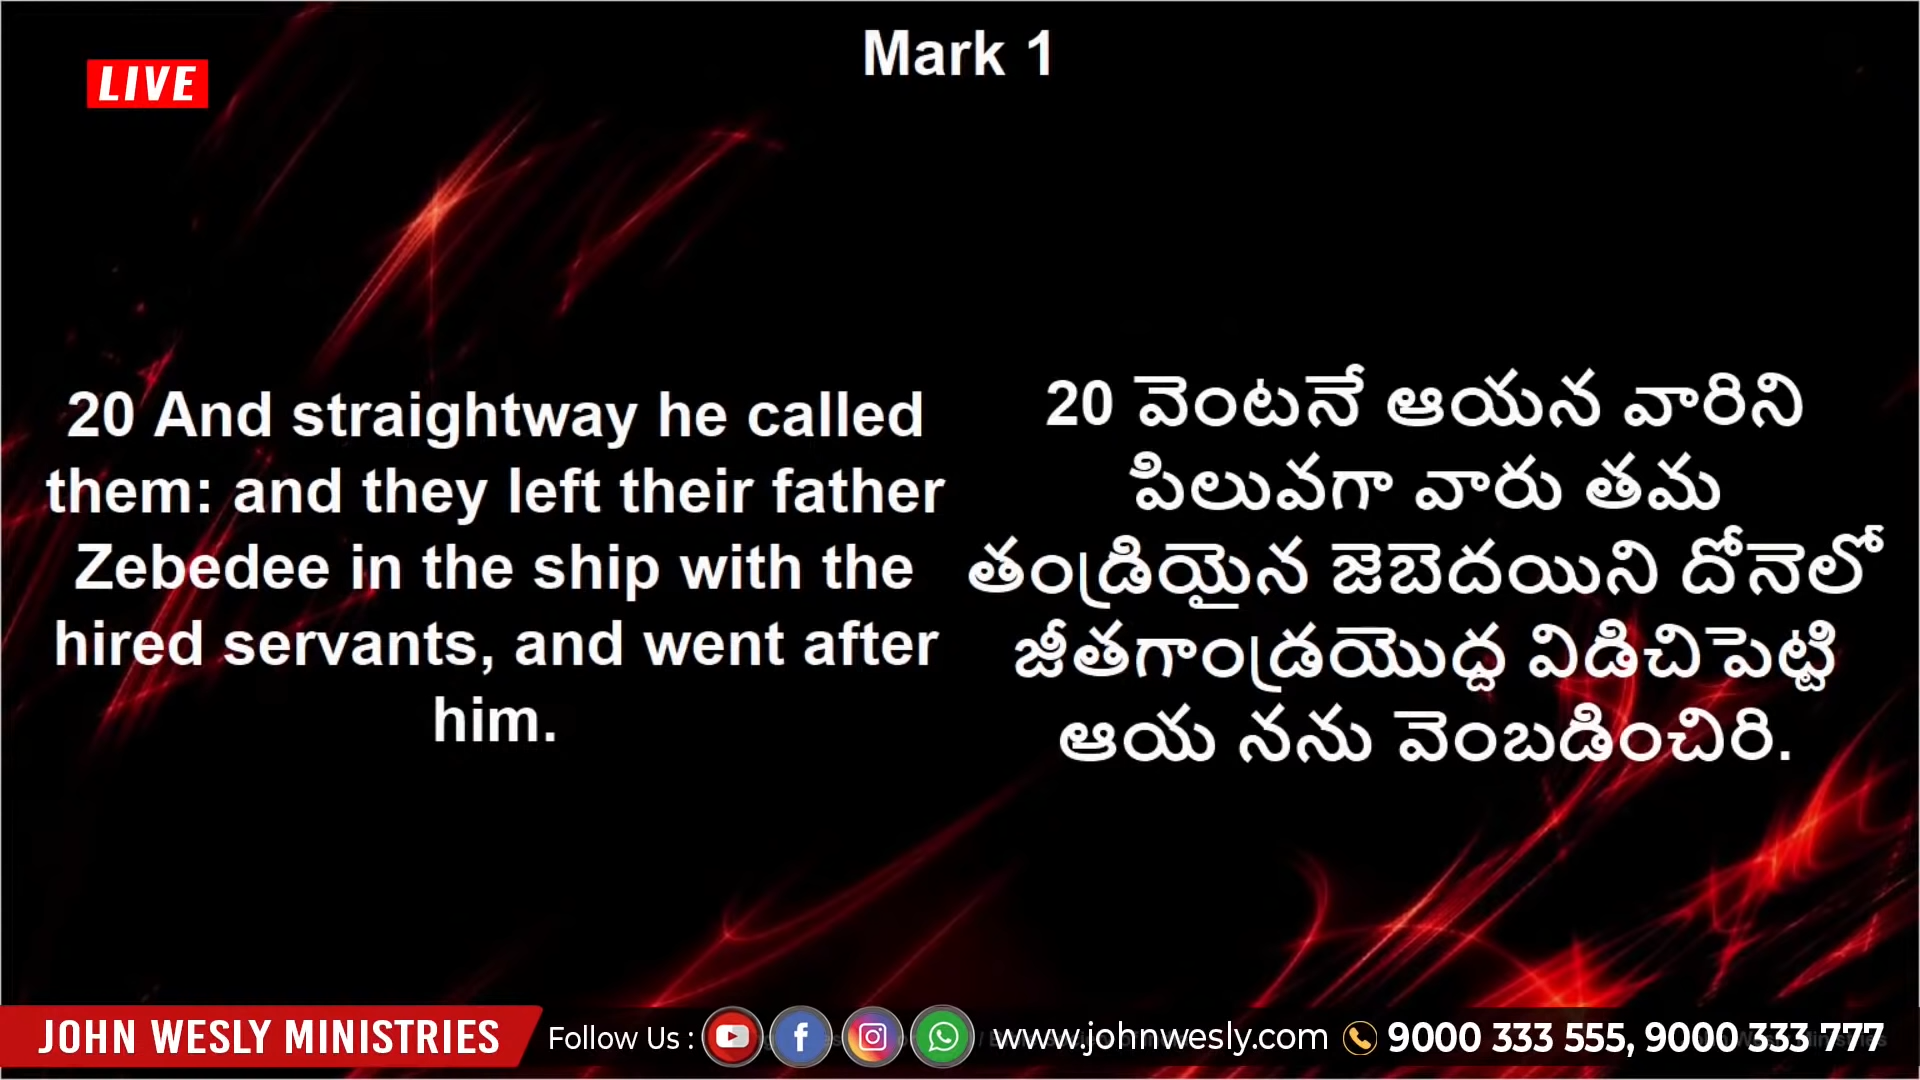 Mark 1
LIVE
20 And straightway he called
them: and they left their father
Zebedee in the ship with the
hired servants, and went after
him.
20 వెంటనే ఆయన వారిని
పిలువగా వారు తమ
తండ్రియైన జెబెదయిని దోనెలో
జీతగాండ్రయొద్ద విడిచిపెట్టి
ఆయ నను వెంబడించిరి.
JOHN WESLY MINISTRIES
Follow Us :
www.johnwesly.com
9000 333 555, 9000 333 777